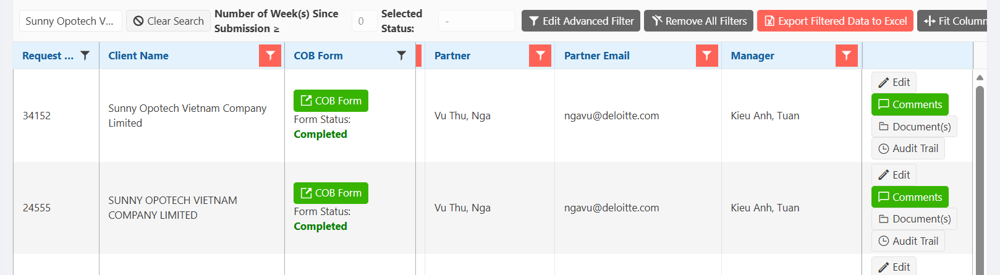 Sunny Opotech V...
Clear Search
Number of Week(s) Since
Submission ≥
0
Selected
Status:
-
Edit Advanced Filter
Remove All Filters
Export Filtered Data to Excel
Fit Column
Request ...
Client Name
COB Form
Partner
Partner Email
Manager
34152
Sunny Opotech Vietnam Company
Limited
COB Form
Form Status:
Completed
Vu Thu, Nga
ngavu@deloitte.com
Kieu Anh, Tuan
Edit
Comments
Document(s)
Audit Trail
24555
SUNNY OPOTECH VIETNAM
COMPANY LIMITED
COB Form
Form Status:
Completed
Vu Thu, Nga
ngavu@deloitte.com
Kieu Anh, Tuan
Edit
Comments
Document(s)
Audit Trail
Edit